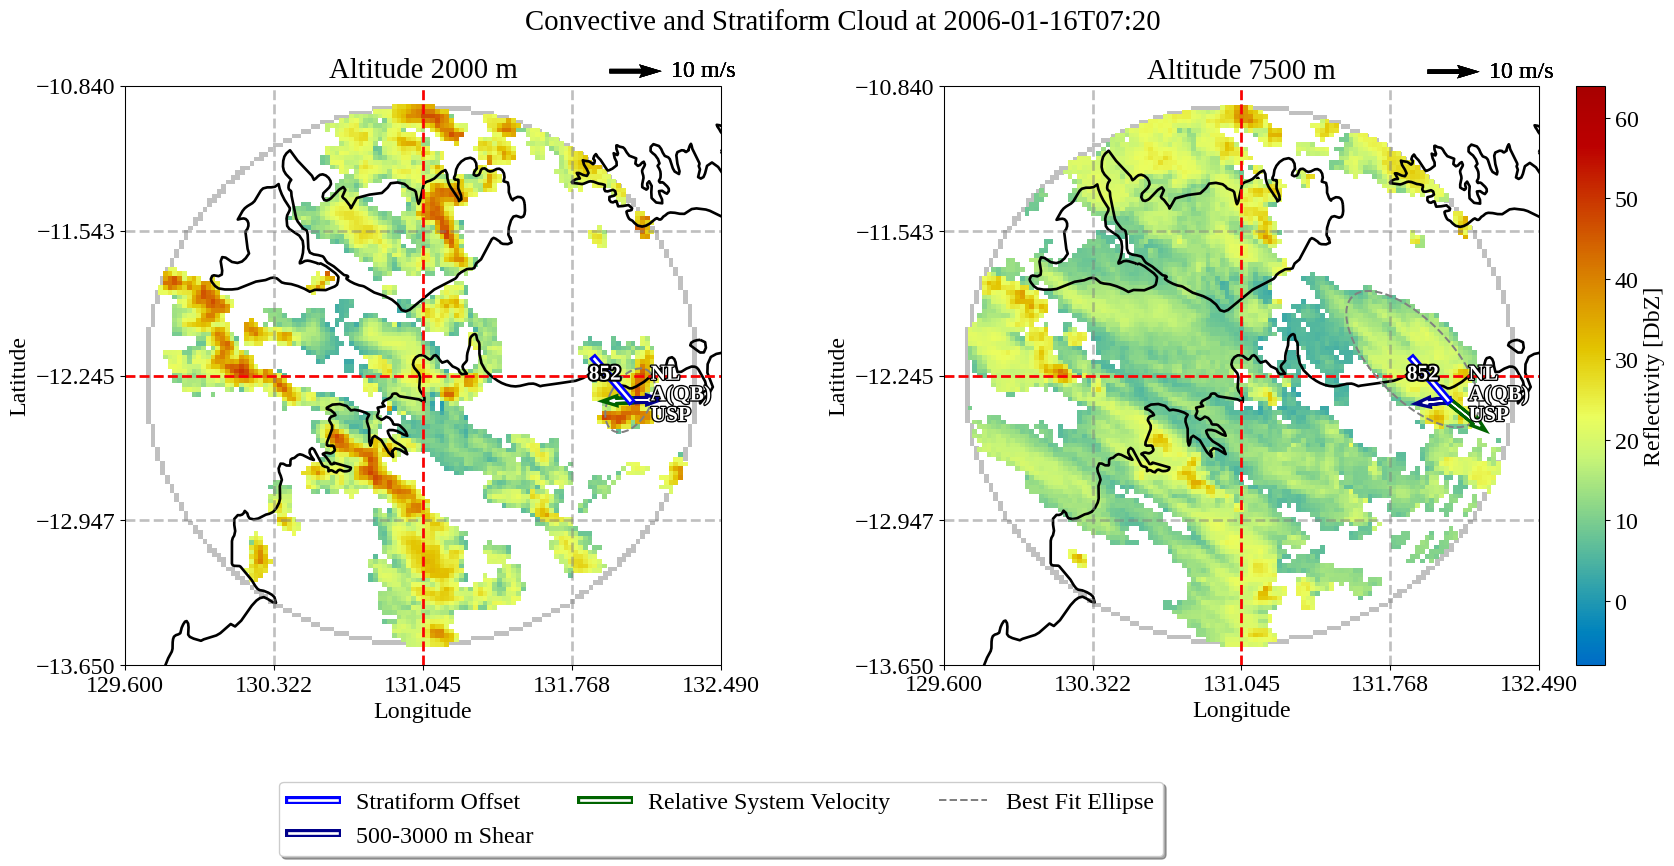 Convective and Stratiform Cloud at 2006-01-16T07:20
Altitude 2000 m
10 m/s
Altitude 7500 m
10 m/s
−10.840
−11.543
−12.245
−12.947
−13.650
Latitude
129.600
130.322
131.045
131.768
132.490
Longitude
852
NL
A(QB)
USP
−10.840
−11.543
−12.245
−12.947
−13.650
Latitude
129.600
130.322
131.045
131.768
132.490
Longitude
852
NL
A(QB)
USP
60
50
40
30
20
10
0
Reflectivity [DbZ]
Stratiform Offset
500-3000 m Shear
Relative System Velocity
Best Fit Ellipse